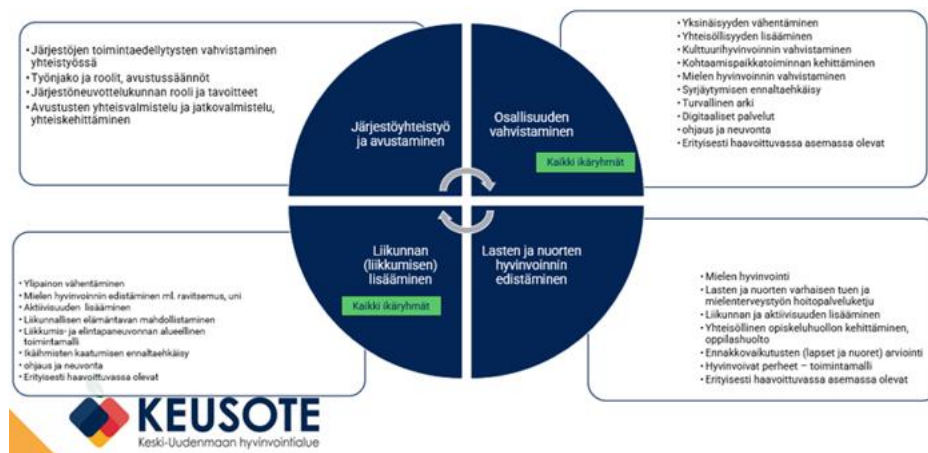 • Järjestöjen toimintaedellytysten vahvistaminen
yhteistyössä
• Työnjako ja roolit, avustussäännöt
• Järjestöneuvottelukunnan rooli ja tavoitteet
• Avustusten yhteisvalmistelu ja jatkovalmistelu,
yhteiskehittäminen
Järjestöyhteistyö
ja avustaminen
Osallisuuden
vahvistaminen
Kaikki ikäryhmät
• Yksinäisyyden vähentäminen
• Yhteisöllisyyden lisääminen
• Kulttuurihyvinvoinnin vahvistaminen
• Kohtaamispaikkatoiminnan kehittäminen
• Mielen hyvinvoinnin vahvistaminen
• Syrjäytymisen ennaltaehkäisy
• Turvallinen arki
• Digitaaliset palvelut
• ohjaus ja neuvonta
• Erityisesti haavoittuvassa asemassa olevat
• Ylipainon vähentäminen
• Mielen hyvinvoinnin edistäminen ml. ravitsemus, uni
• Aktiivisuuden lisääminen
• Liikunnallisen elämäntavan mahdollistaminen
• Liikkumis- ja elintapaneuvonnan alueellinen
toimintamalli
• Ikäihmisten kaatumisen ennaltaehkäisy
• ohjaus ja neuvonta
• Erityisesti haavoittuvassa olevat
Liikunnan
(liikkumisen)
lisääminen
Kaikki ikäryhmät
Lasten ja nuorten
hyvinvoinnin
edistäminen
• Mielen hyvinvointi
• Lasten ja nuorten varhaisen tuen ja
mielenterveystyön hoitopalveluketju
• Liikunnan ja aktiivisuuden lisääminen
• Yhteisöllinen opiskeluhuollon kehittäminen,
oppilashuolto
• Ennakkovaikutusten (lapset ja nuoret) arviointi
• Hyvinvoivat perheet – toimintamalli
• Erityisesti haavoittuvassa asemassa olevat
KEUSOTE
Keski-Uudenmaan hyvinvointialue